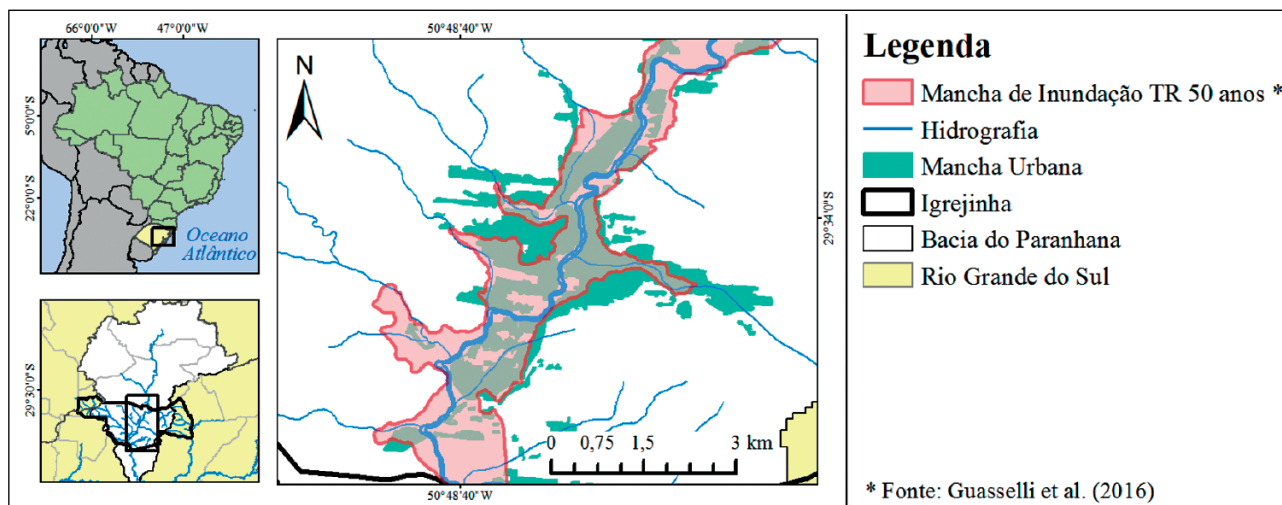 66°0'0"W
47°0'0"W
5°0'0"S
22°0'0"S
Oceano
Atlântico
29°30'0"S
50°48'40"W
N
29°34'0"S
0 0,75 1,5 3 km
50°48'40"W
Legenda
Mancha de Inundação TR 50 anos *
Hidrografia
Mancha Urbana
Igrejinha
Bacia do Paranhana
Rio Grande do Sul
* Fonte: Guasselli et al. (2016)